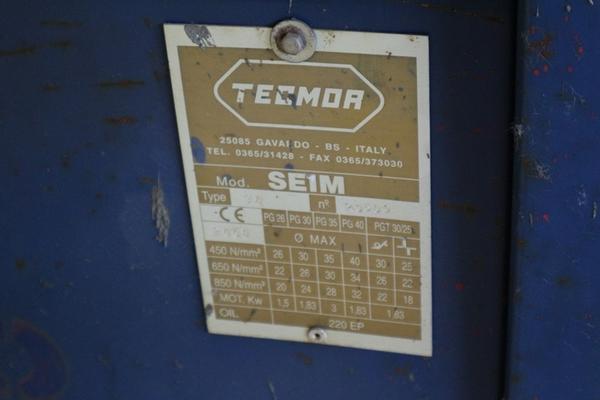 TECMOR
25085 GAVARDO - BS - ITALY
TEL. 0365/31428 - FAX 0365/373030
Mod. SE1M
Type nº
CE PG 26 PG 30 PG 35 PG 40 PGT 30/25
Ø MAX
450 N/mm² 26 30 35 40 30 25
650 N/mm² 22 26 30 34 26 22
850 N/mm² 20 24 28 32 22 18
MOT. Kw 1,5 1,83 3 1,83 1,83
OIL. 220 EP